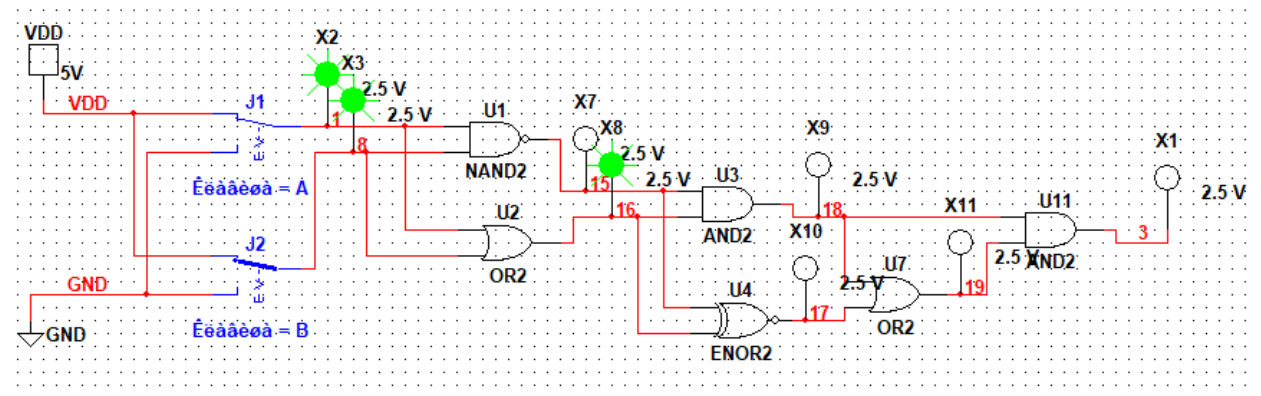 VDD
5V
VDD
J1
Êëàâèøà = A
J2
GND
GND
Êëàâèøà = B
X2
X3
2.5 V
2.5 V
1
8
U1
NAND2
U2
OR2
X7
X8
2.5 V
2.5 V
15
16
U3
AND2
X9
2.5 V
18
X10
2.5 V
U4
ENOR2
17
U7
OR2
X11
2.5 V
19
U11
AND2
3
X1
2.5 V